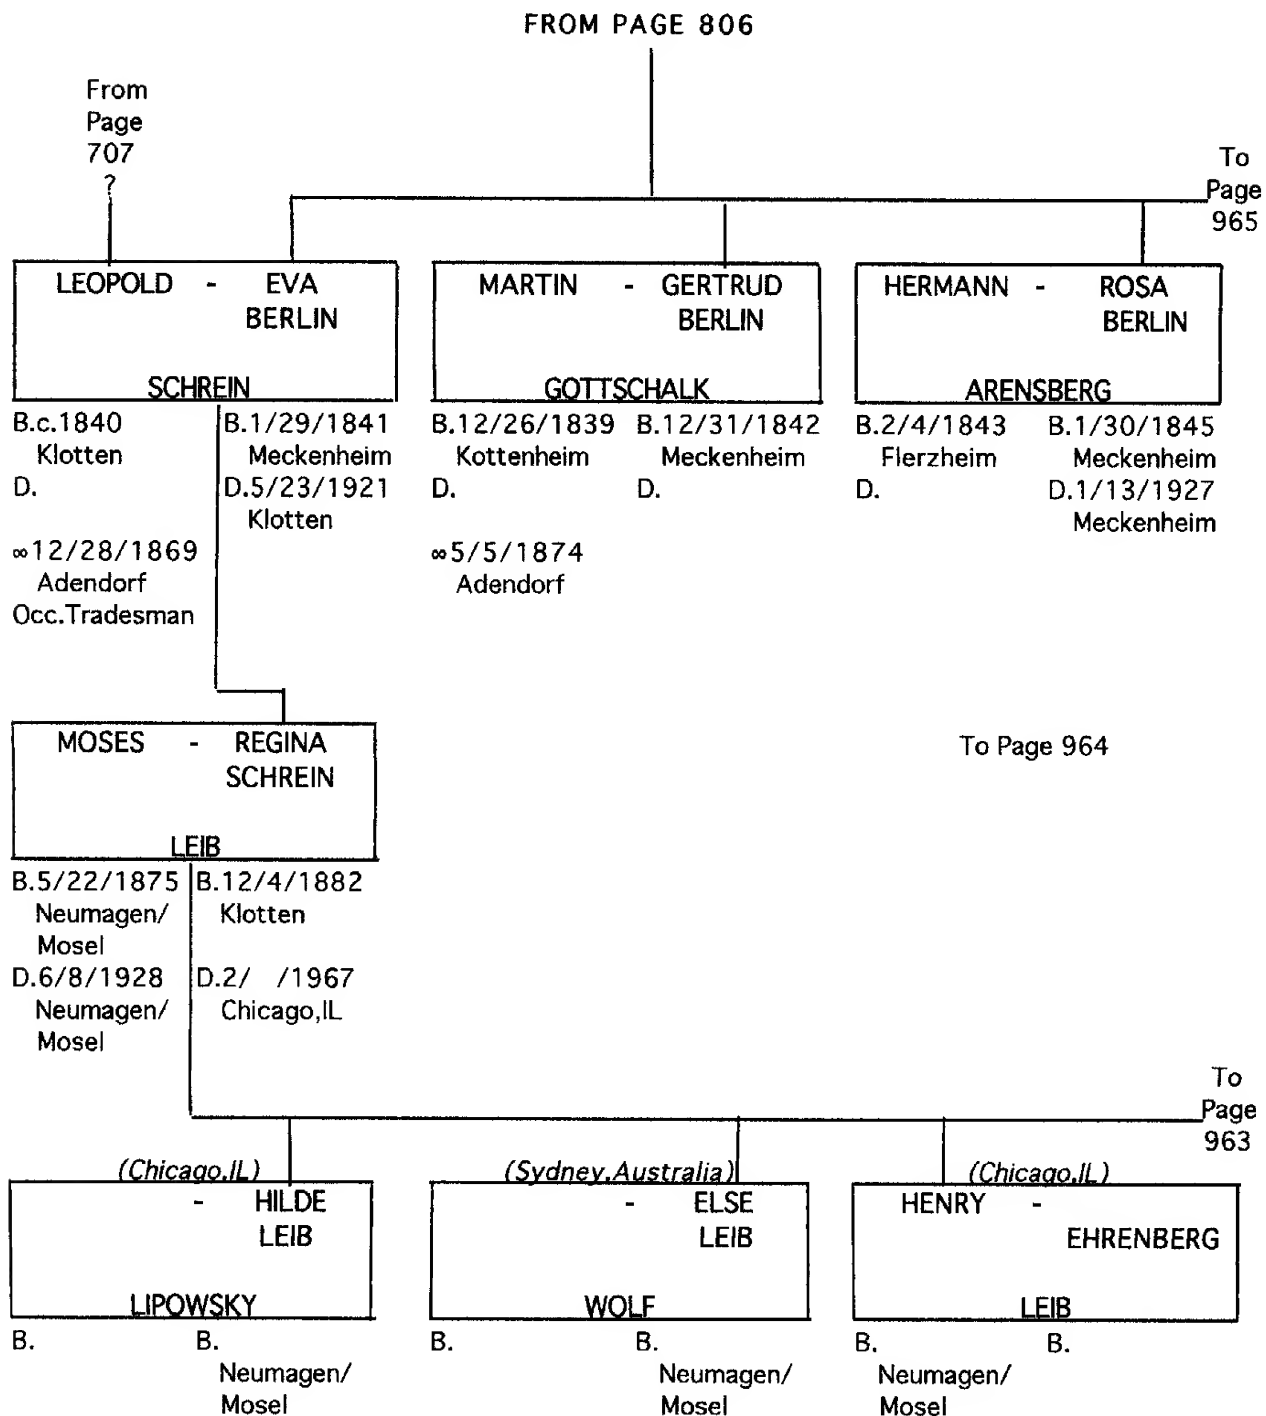 FROM PAGE 806
From
Page
707
?
To
Page
965
LEOPOLD - EVA
BERLIN
SCHREIN
B.c.1840 B.1/29/1841
Klotten Meckenheim
D. D.5/23/1921
Klotten
∞12/28/1869
Adendorf
Occ.Tradesman
MARTIN - GERTRUD
BERLIN
GOTTSCHALK
B.12/26/1839 B.12/31/1842
Kottenheim Meckenheim
D. D.
∞5/5/1874
Adendorf
HERMANN - ROSA
BERLIN
ARENSBERG
B.2/4/1843 B.1/30/1845
Flerzheim Meckenheim
D. D.1/13/1927
Meckenheim
MOSES - REGINA
SCHREIN
LEIB
B.5/22/1875 B.12/4/1882
Neumagen/ Klotten
Mosel
D.6/8/1928 D.2/ /1967
Neumagen/ Chicago,IL
Mosel
To Page 964
To
Page
963
(Chicago,IL)
- HILDE
LEIB
LIPOWSKY
B. B.
Neumagen/
Mosel
(Sydney,Australia)
- ELSE
LEIB
WOLF
B. B.
Neumagen/
Mosel
(Chicago,IL)
HENRY -
EHRENBERG
LEIB
B. B.
Neumagen/
Mosel